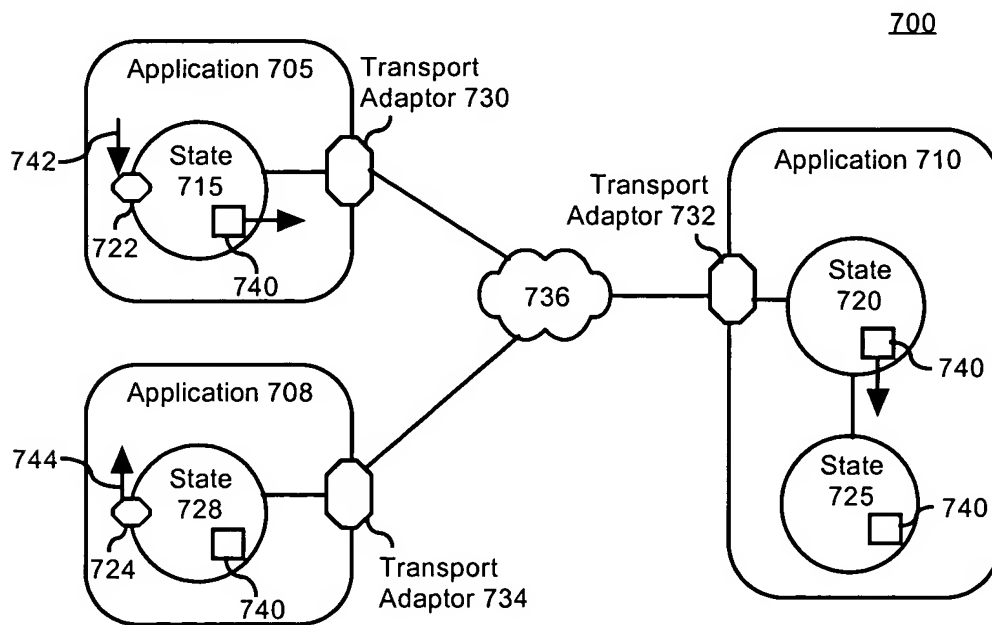 700
Application 705
Transport
Adaptor 730
742
State
715
722
740
Application 710
Transport
Adaptor 732
State
720
740
736
Application 708
744
State
728
724
740
Transport
Adaptor 734
State
725
740